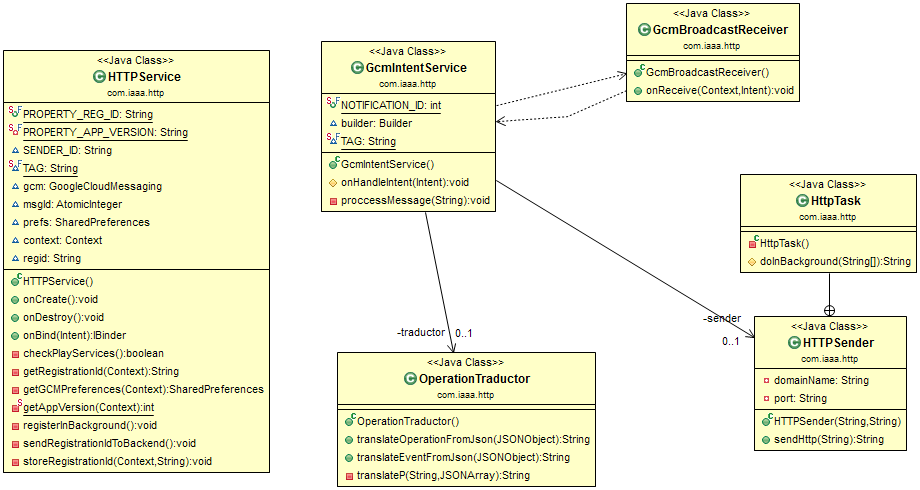 <<Java Class>>
HTTPService
com.iaaa.http
PROPERTY_REG_ID: String
PROPERTY_APP_VERSION: String
SENDER_ID: String
TAG: String
gcm: GoogleCloudMessaging
msgId: AtomicInteger
prefs: SharedPreferences
context: Context
regid: String
HTTPService()
onCreate():void
onDestroy():void
onBind(Intent):IBinder
checkPlayServices():boolean
getRegistrationId(Context):String
getGCMPreferences(Context):SharedPreferences
getAppVersion(Context):int
registerInBackground():void
sendRegistrationIdToBackend():void
storeRegistrationId(Context,String):void
<<Java Class>>
GcmIntentService
com.iaaa.http
NOTIFICATION_ID: int
builder: Builder
TAG: String
GcmIntentService()
onHandleIntent(Intent):void
proccessMessage(String):void
<<Java Class>>
GcmBroadcastReceiver
com.iaaa.http
GcmBroadcastReceiver()
onReceive(Context,Intent):void
<<Java Class>>
HttpTask
com.iaaa.http
HttpTask()
doInBackground(String[]):String
-traductor
0..1
-sender
0..1
<<Java Class>>
OperationTraductor
com.iaaa.http
OperationTraductor()
translateOperationFromJson(JSONObject):String
translateEventFromJson(JSONObject):String
translateP(String,JSONArray):String
<<Java Class>>
HTTPSender
com.iaaa.http
domainName: String
port: String
HTTPSender(String,String)
sendHttp(String):String